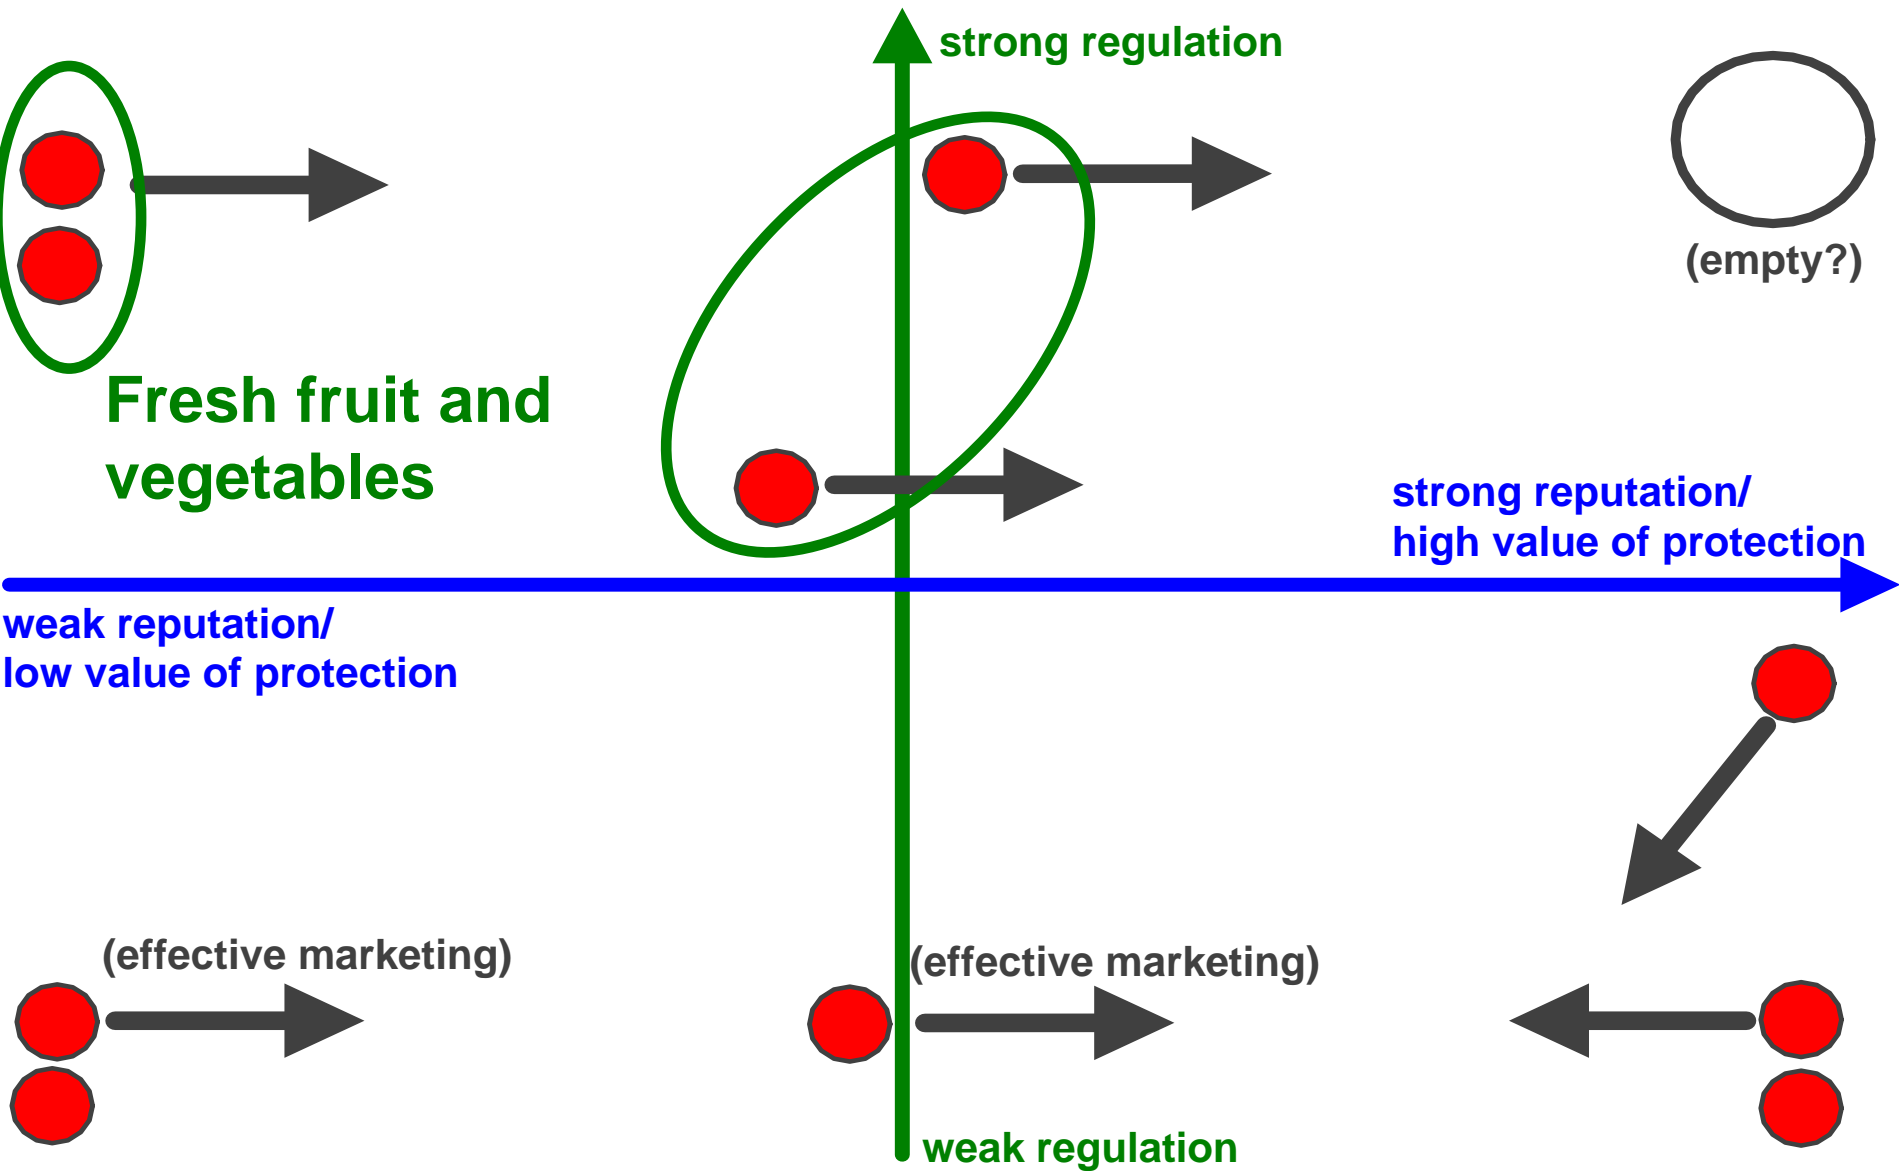 strong regulation
(empty?)
Fresh fruit and
vegetables
strong reputation/
high value of protection
weak reputation/
low value of protection
(effective marketing)
(effective marketing)
weak regulation